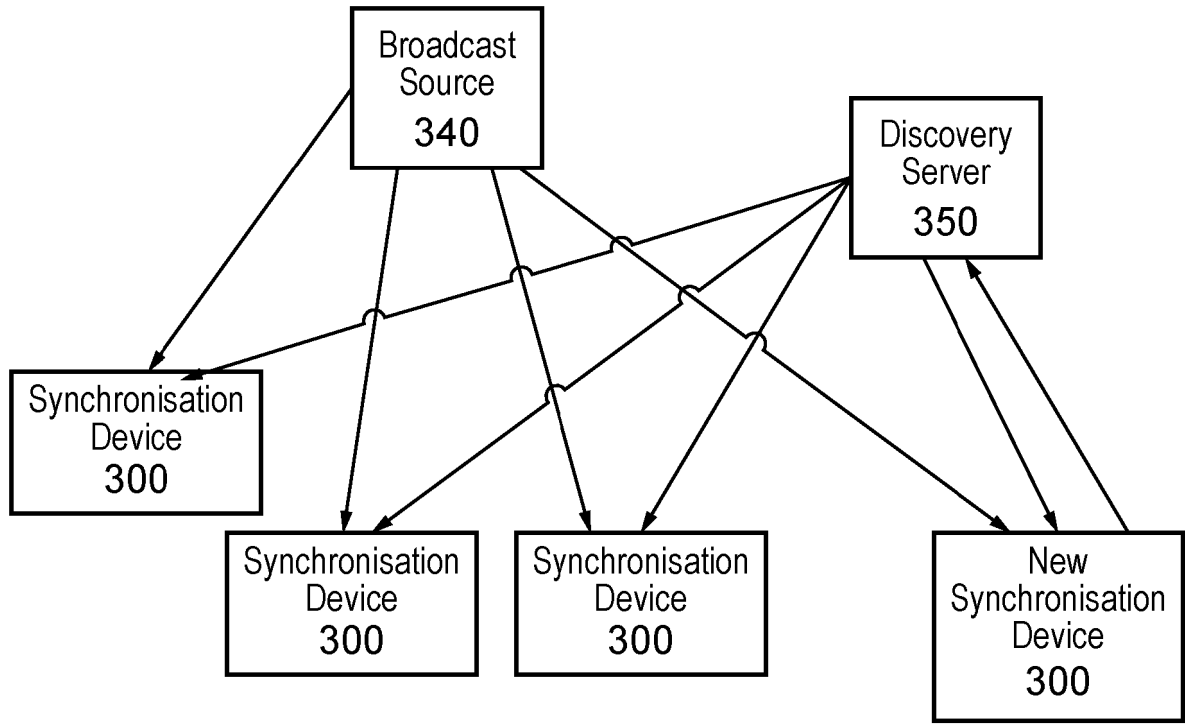 Broadcast
Source
340
Discovery
Server
350
Synchronisation
Device
300
Synchronisation
Device
300
Synchronisation
Device
300
New
Synchronisation
Device
300